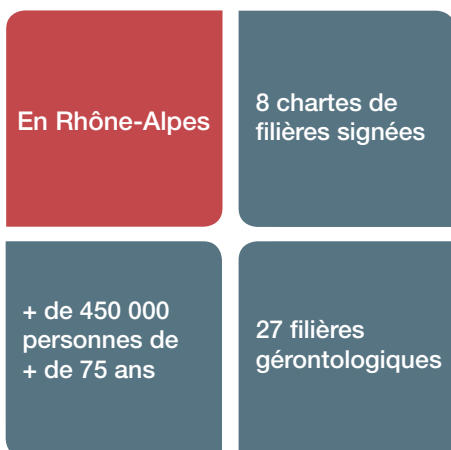 En Rhône-Alpes
8 chartes de
filières signées
+ de 450 000
personnes de
+ de 75 ans
27 filières
gérontologiques